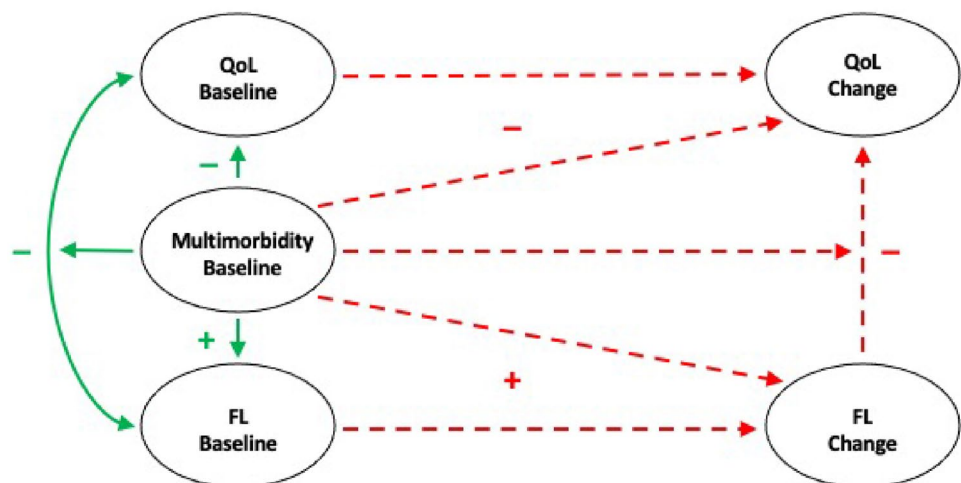 QoL
Baseline
QoL
Change
–
–
Multimorbidity
Baseline
–
–
+
+
FL
Baseline
FL
Change